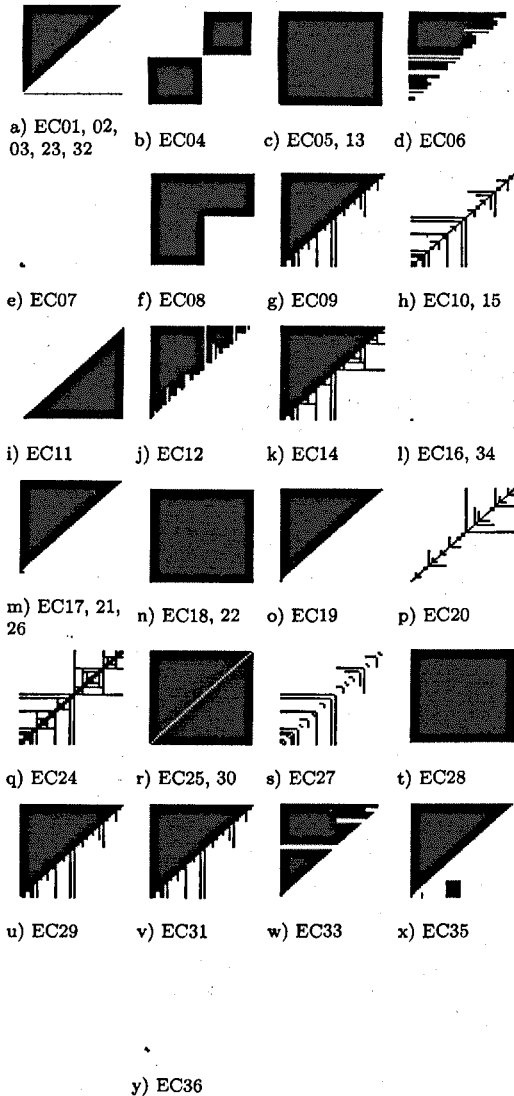 a) EC01, 02, 03, 23, 32
b) EC04
c) EC05, 13
d) EC06
e) EC07
f) EC08
g) EC09
h) EC10, 15
i) EC11
j) EC12
k) EC14
l) EC16, 34
m) EC17, 21, 26
n) EC18, 22
o) EC19
p) EC20
q) EC24
r) EC25, 30
s) EC27
t) EC28
u) EC29
v) EC31
w) EC33
x) EC35
y) EC36